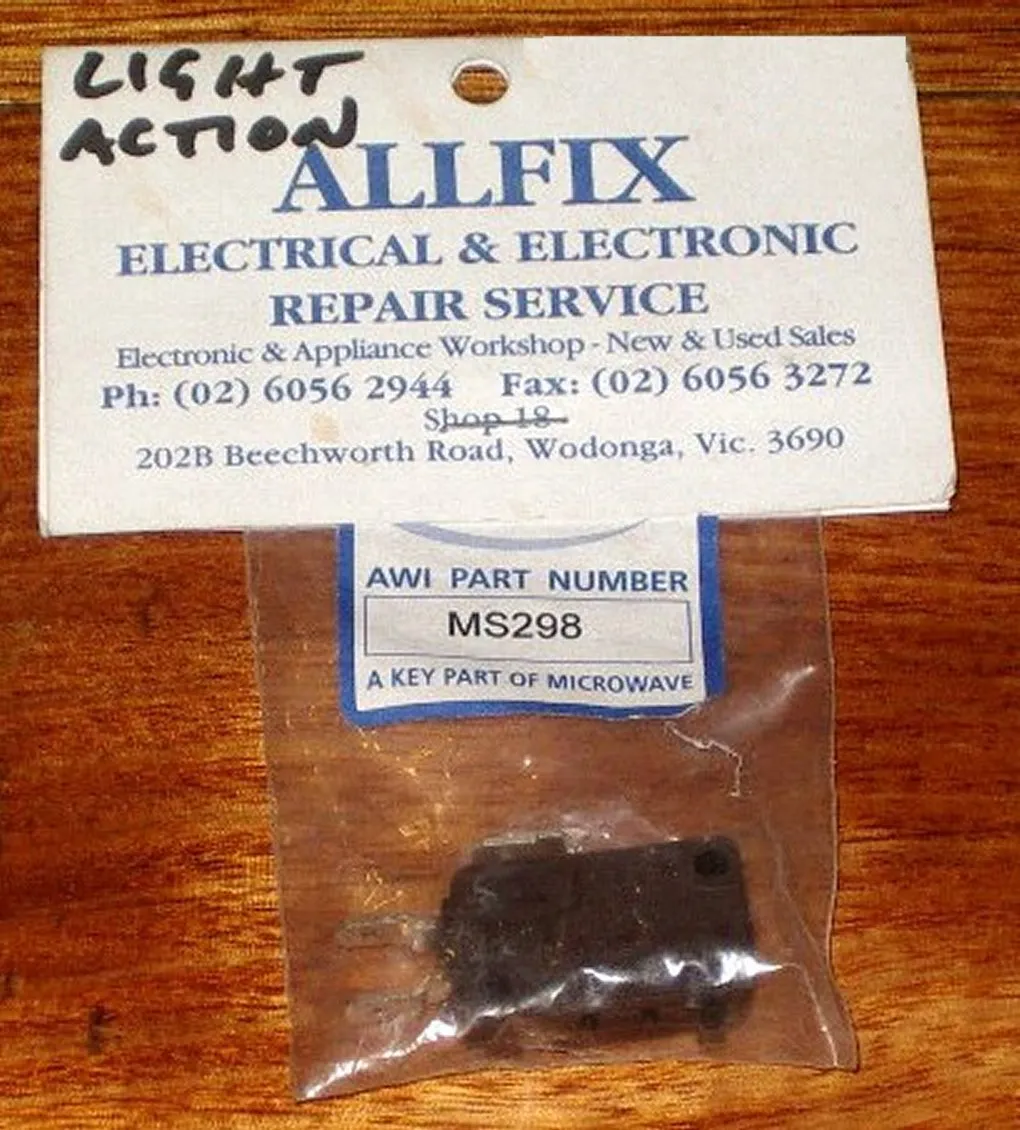 LIGHT
ACTION
ALLFIX
ELECTRICAL & ELECTRONIC
REPAIR SERVICE
Electronic & Appliance Workshop - New & Used Sales
Ph: (02) 6056 2944 Fax: (02) 6056 3272
Shop 18
202B Beechworth Road, Wodonga, Vic. 3690
AWI PART NUMBER
MS298
A KEY PART OF MICROWAVE